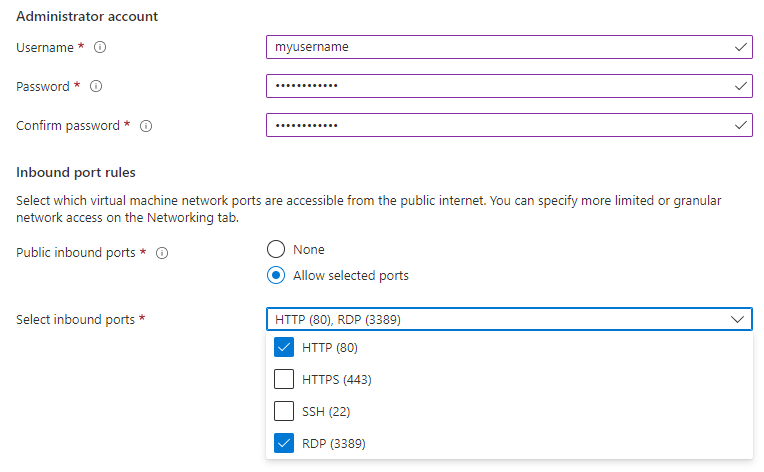 Administrator account
Username *
myusername
Password *
••••••••••••
Confirm password *
••••••••••••
Inbound port rules
Select which virtual machine network ports are accessible from the public internet. You can specify more limited or granular
network access on the Networking tab.
Public inbound ports *
None
Allow selected ports
Select inbound ports *
HTTP (80), RDP (3389)
HTTP (80)
HTTPS (443)
SSH (22)
RDP (3389)